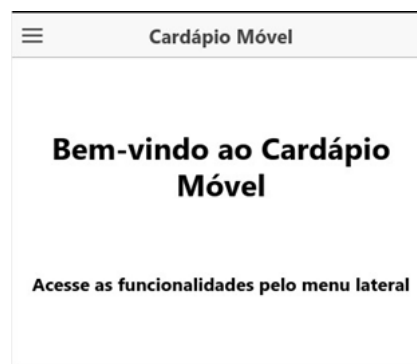 Cardápio Móvel
Bem-vindo ao Cardápio
Móvel
Acesse as funcionalidades pelo menu lateral